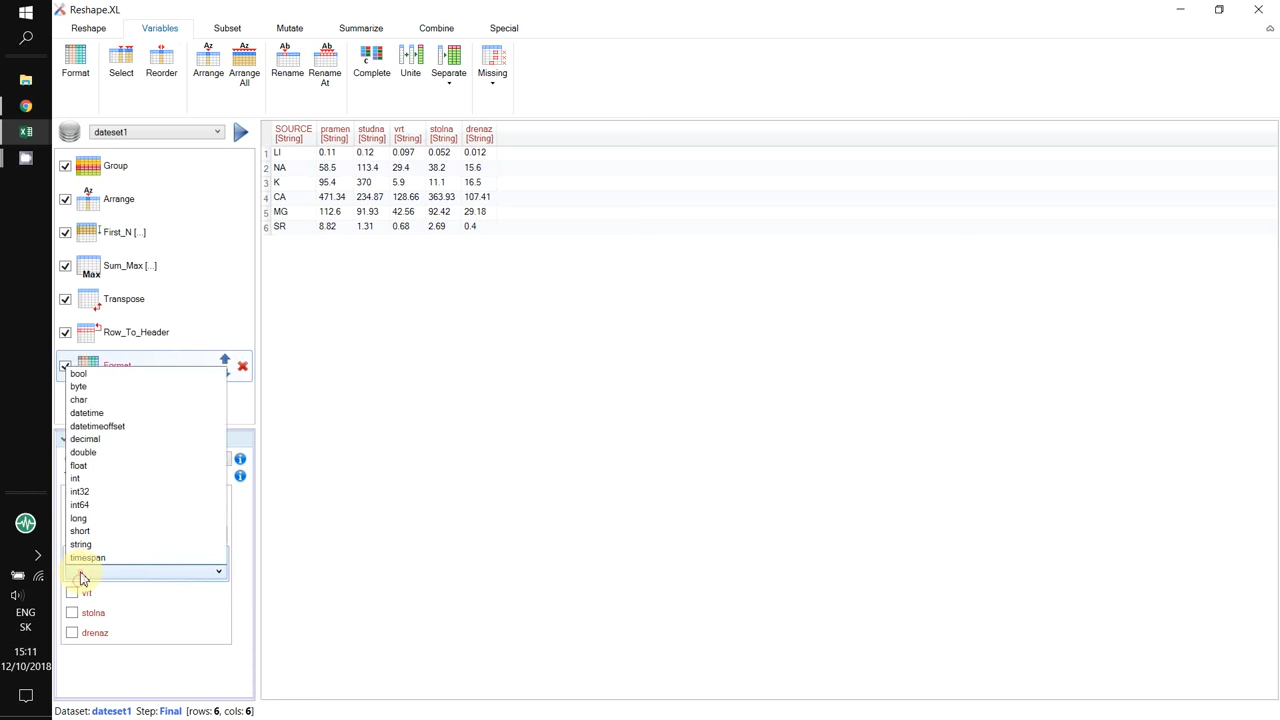 Reshape.XL
Reshape Variables Subset Mutate Summarize Combine Special
Format Select Reorder Arrange Arrange All Rename Rename At Complete Unite Separate Missing
dateset1
Group
Arrange
First_N [...]
Sum_Max [...]
Transpose
Row_To_Header
Format
bool
byte
char
datetime
datetimeoffset
decimal
double
float
int
int32
int64
long
short
string
timespan
vrt
stolna
drenaz
SOURCE pramen studna vrt stolna drenaz
[String] [String] [String] [String] [String] [String]
1 LI 0.11 0.12 0.097 0.052 0.012
2 NA 58.5 113.4 29.4 38.2 15.6
3 K 95.4 370 5.9 11.1 16.5
4 CA 471.34 234.87 128.66 363.93 107.41
5 MG 112.6 91.93 42.56 92.42 29.18
6 SR 8.82 1.31 0.68 2.69 0.4
ENG
SK
15:11
12/10/2018
Dataset: dateset1 Step: Final [rows: 6, cols: 6]